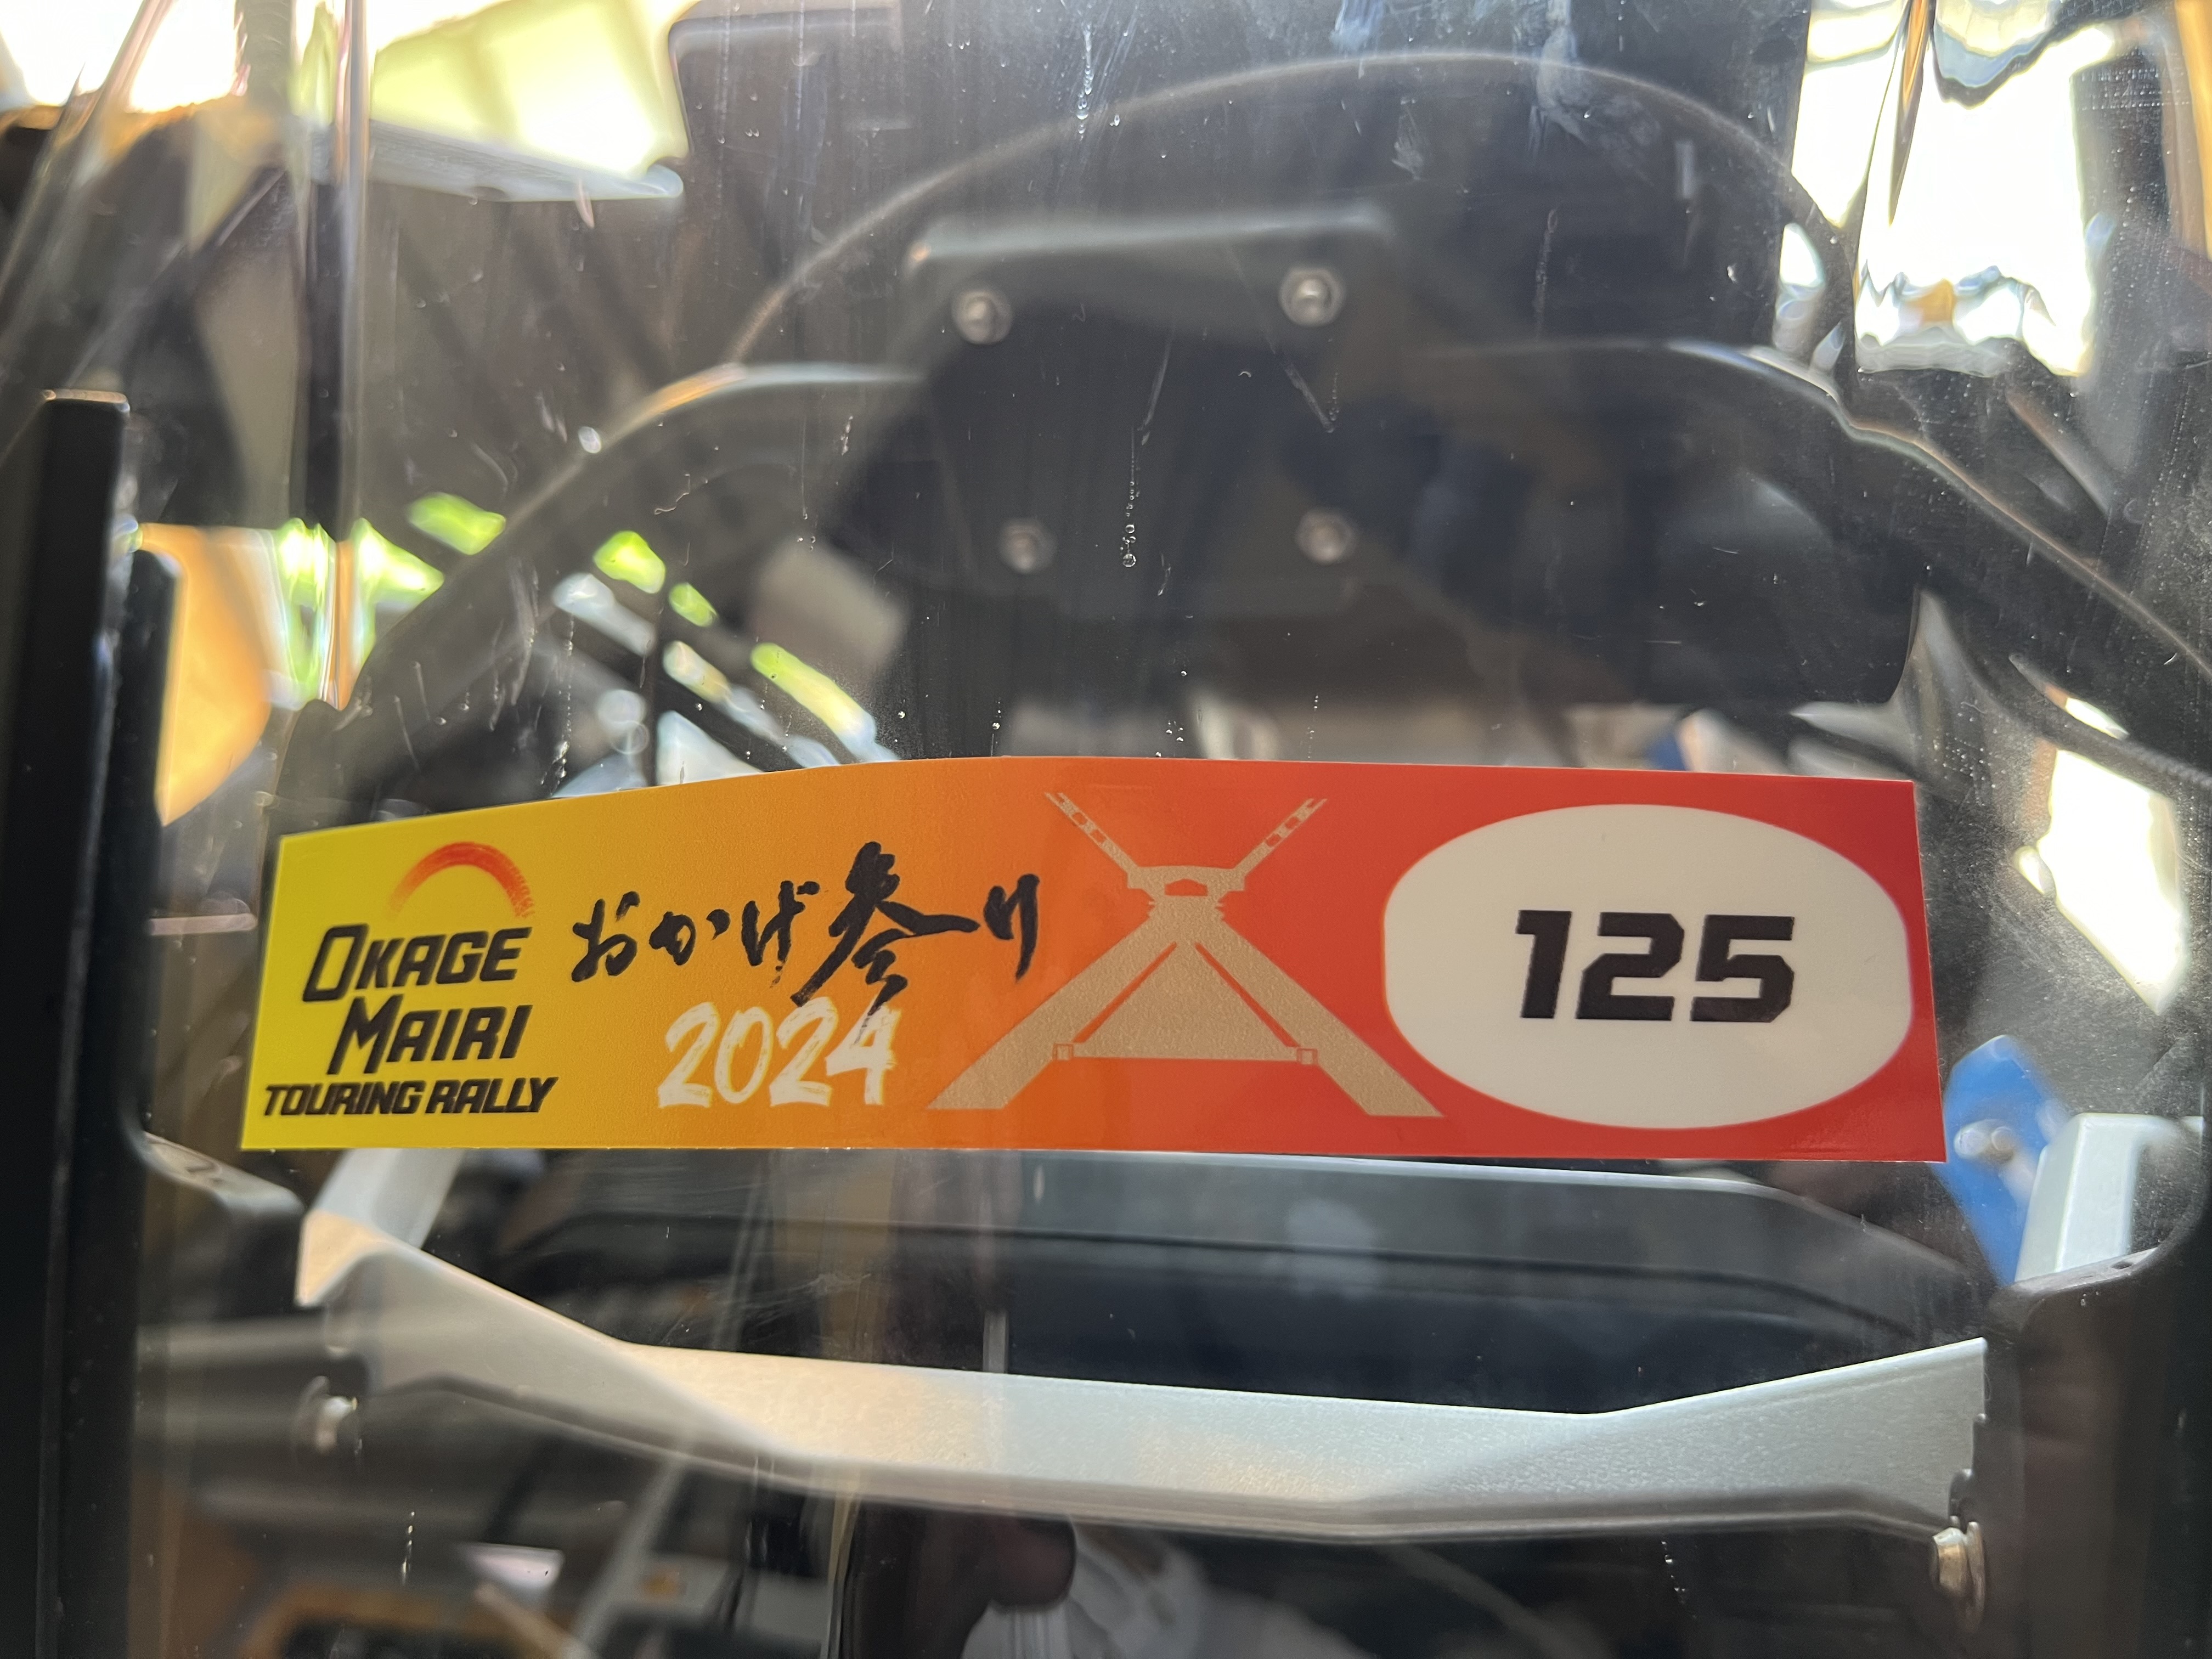 OKAGE
MAIRI
TOURING RALLY
おかげ参り
2024
125